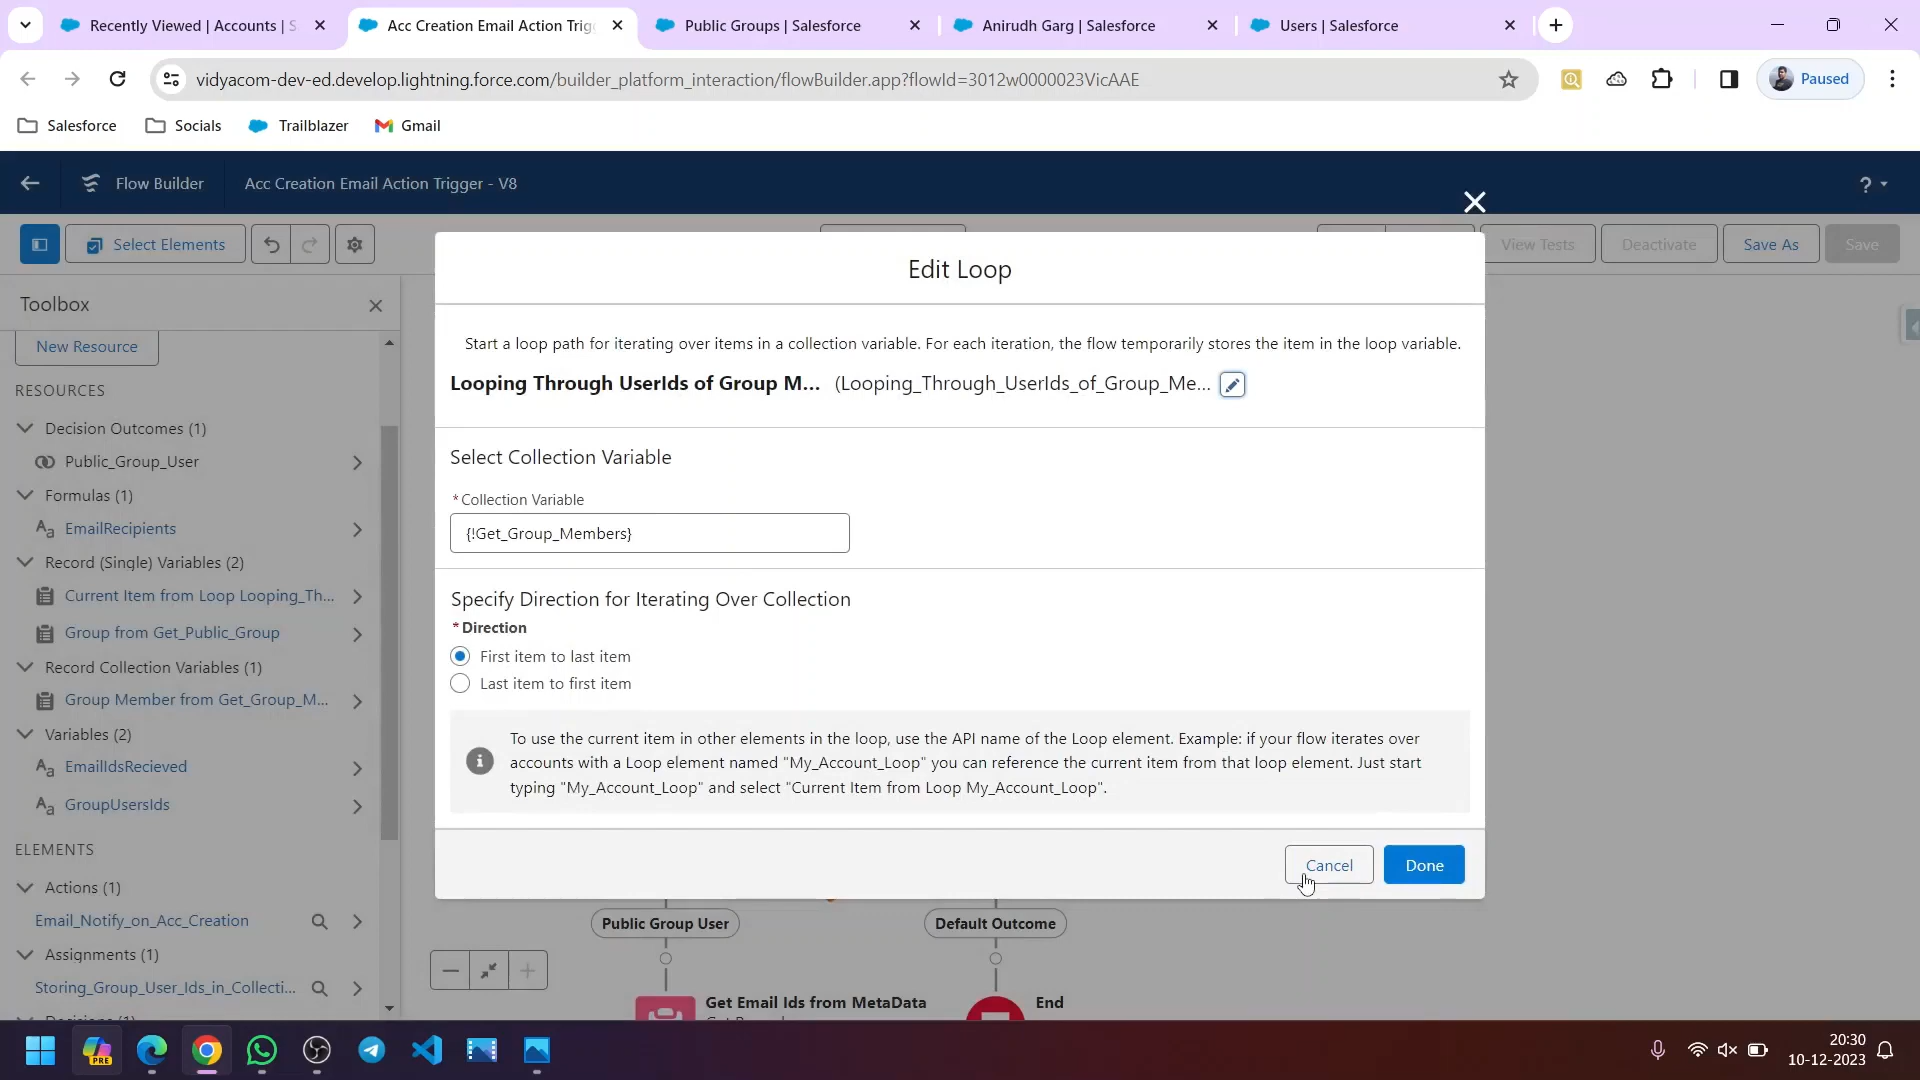 Recently Viewed | Accounts | S
Acc Creation Email Action Trig
Public Groups | Salesforce
Anirudh Garg | Salesforce
Users | Salesforce
vidyacom-dev-ed.develop.lightning.force.com/builder_platform_interaction/flowBuilder.app?flowId=3012w0000023VicAAE
Paused
Salesforce
Socials
Trailblazer
Gmail
Flow Builder
Acc Creation Email Action Trigger - V8
?
Select Elements
View Tests
Deactivate
Save As
Save
Toolbox
New Resource
RESOURCES
Decision Outcomes (1)
Public_Group_User
Formulas (1)
EmailRecipients
Record (Single) Variables (2)
Current Item from Loop Looping_Th...
Group from Get_Public_Group
Record Collection Variables (1)
Group Member from Get_Group_M...
Variables (2)
EmailIdsRecieved
GroupUsersIds
ELEMENTS
Actions (1)
Email_Notify_on_Acc_Creation
Assignments (1)
Storing_Group_User_Ids_in_Collecti...
Edit Loop
Start a loop path for iterating over items in a collection variable. For each iteration, the flow temporarily stores the item in the loop variable.
Looping Through UserIds of Group M... (Looping_Through_UserIds_of_Group_Me...
Select Collection Variable
*Collection Variable
{!Get_Group_Members}
Specify Direction for Iterating Over Collection
*Direction
First item to last item
Last item to first item
To use the current item in other elements in the loop, use the API name of the Loop element. Example: if your flow iterates over
accounts with a Loop element named "My_Account_Loop" you can reference the current item from that loop element. Just start
typing "My_Account_Loop" and select "Current Item from Loop My_Account_Loop".
Cancel
Done
Public Group User
Default Outcome
Get Email Ids from MetaData
End
PRE
20:30
10-12-2023